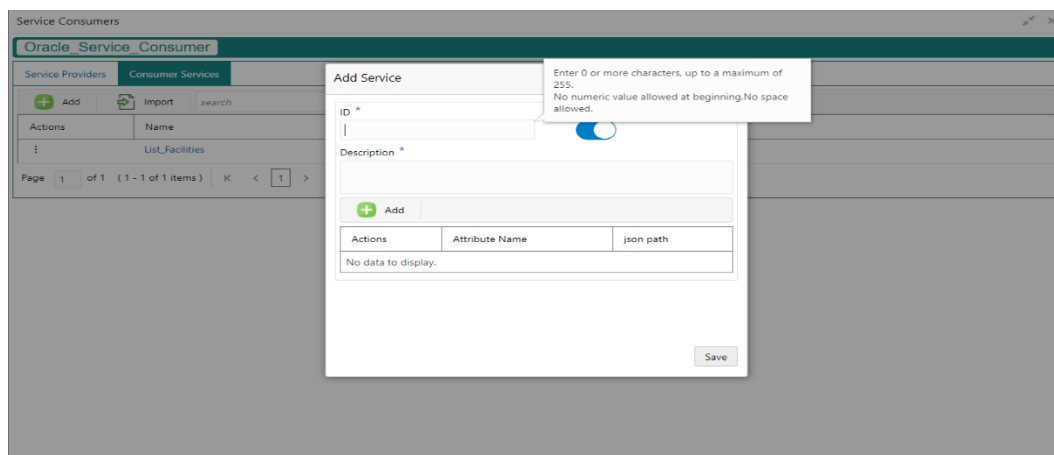 Service Consumers
Oracle_Service_Consumer
Service Providers Consumer Services
Add Import search
Actions Name
List_Facilities
Page 1 of 1 (1 - 1 of 1 items) K < 1 >
Add Service
Enter 0 or more characters, up to a maximum of
255.
No numeric value allowed at beginning.No space
allowed.
ID *
Description *
Add
Actions Attribute Name json path
No data to display.
Save